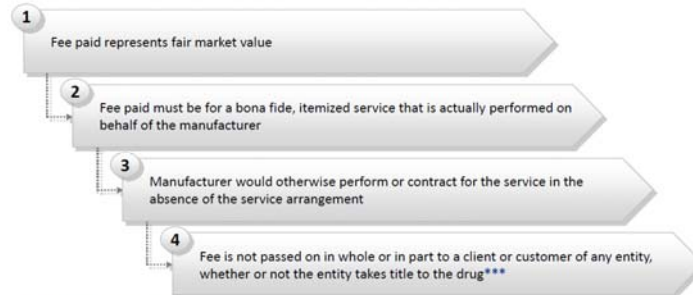 1
Fee paid represents fair market value
2
Fee paid must be for a bona fide, itemized service that is actually performed on
behalf of the manufacturer
3
Manufacturer would otherwise perform or contract for the service in the
absence of the service arrangement
4
Fee is not passed on in whole or in part to a client or customer of any entity,
whether or not the entity takes title to the drug***